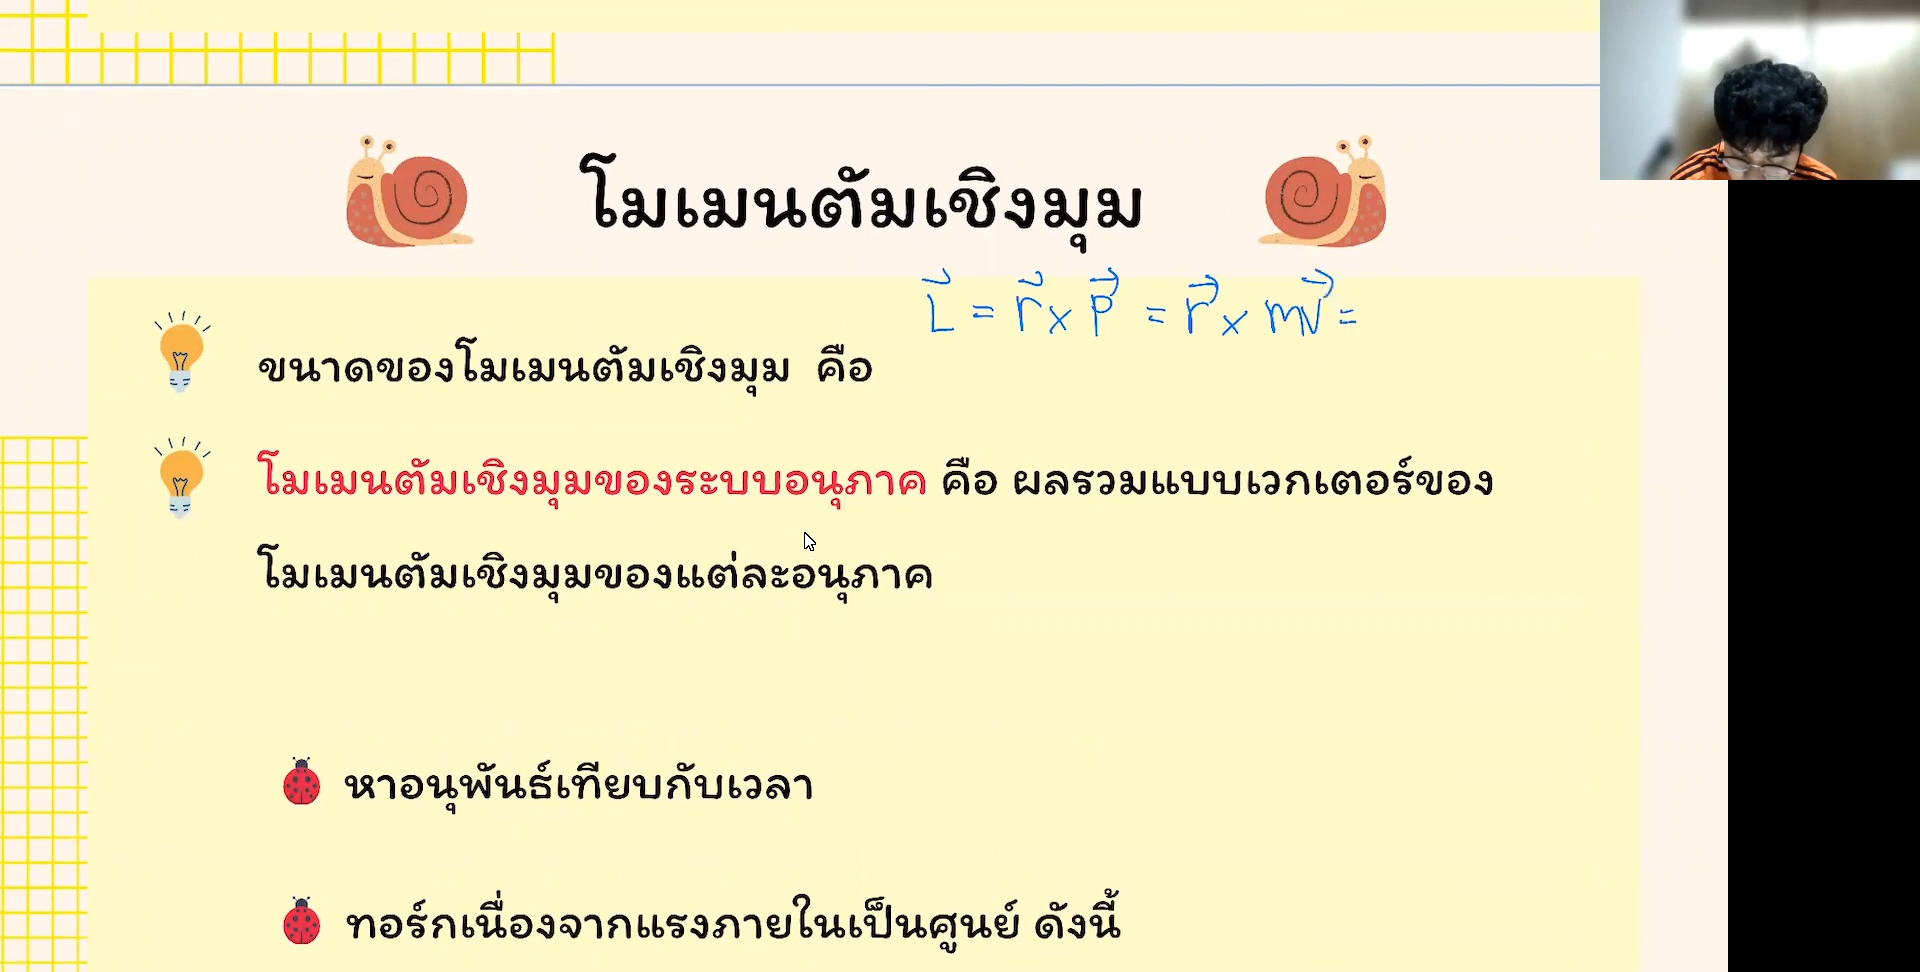 โมเมนตัมเชิงมุม
L⃗ = r⃗ × P⃗ = r⃗ × mv⃗ =
ขนาดของโมเมนตัมเชิงมุม คือ
โมเมนตัมเชิงมุมของระบบอนุภาค คือ ผลรวมแบบเวกเตอร์ของ
โมเมนตัมเชิงมุมของแต่ละอนุภาค
หาอนุพันธ์เทียบกับเวลา
ทอร์กเนื่องจากแรงภายในเป็นศูนย์ ดังนี้